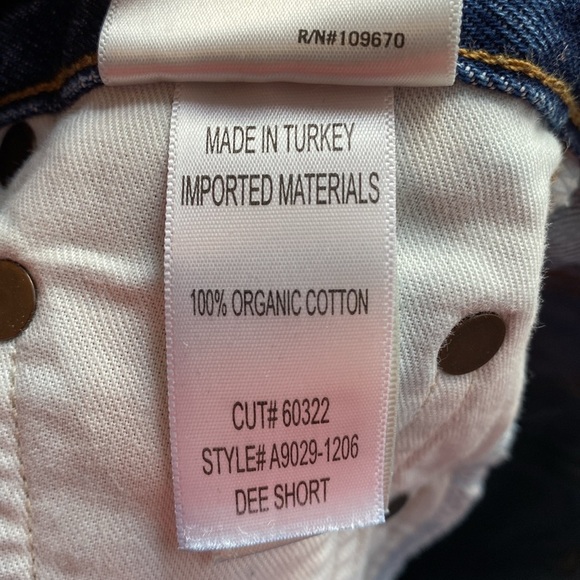 R/N#109670
MADE IN TURKEY
IMPORTED MATERIALS
100% ORGANIC COTTON
CUT# 60322
STYLE# A9029-1206
DEE SHORT